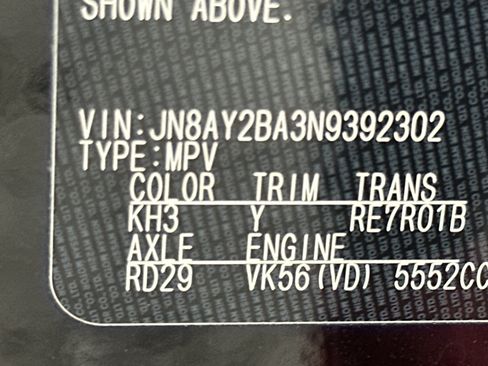 SHOWN ABOVE.
VIN:JN8AY2BA3N9392302
TYPE:MPV
COLOR TRIM TRANS
KH3 Y RE7R01B
AXLE ENGINE
RD29 VK56(VD) 5552CC